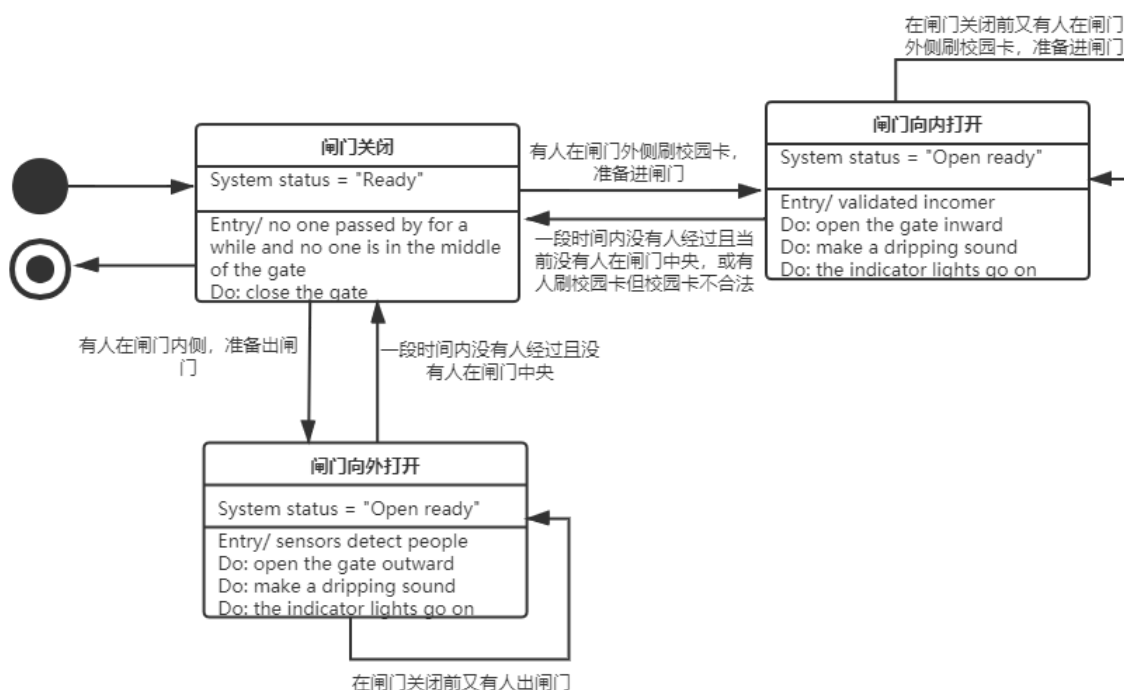 在闸门关闭前又有人在闸门
外侧刷校园卡，准备进闸门
闸门关闭
System status = "Ready"
Entry/ no one passed by for a
while and no one is in the middle
of the gate
Do: close the gate
有人在闸门外侧刷校园卡，
准备进闸门
一段时间内没有人经过且当
前没有人在闸门中央，或有
人刷校园卡但校园卡不合法
闸门向内打开
System status = "Open ready"
Entry/ validated incomer
Do: open the gate inward
Do: make a dripping sound
Do: the indicator lights go on
有人在闸门内侧，准备出闸
门
一段时间内没有人经过且没
有人在闸门中央
闸门向外打开
System status = "Open ready"
Entry/ sensors detect people
Do: open the gate outward
Do: make a dripping sound
Do: the indicator lights go on
在闸门关闭前又有人出闸门